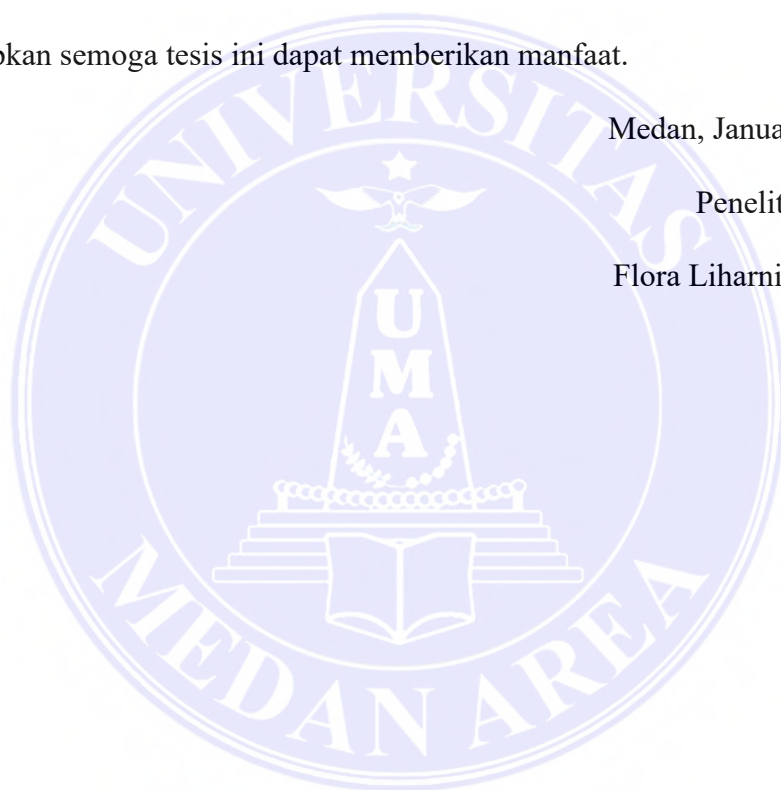 pkan semoga tesis ini dapat memberikan manfaat.
Medan, Janua
Penelit
Flora Liharni
UNIVERSITAS
UMA
MEDAN AREA